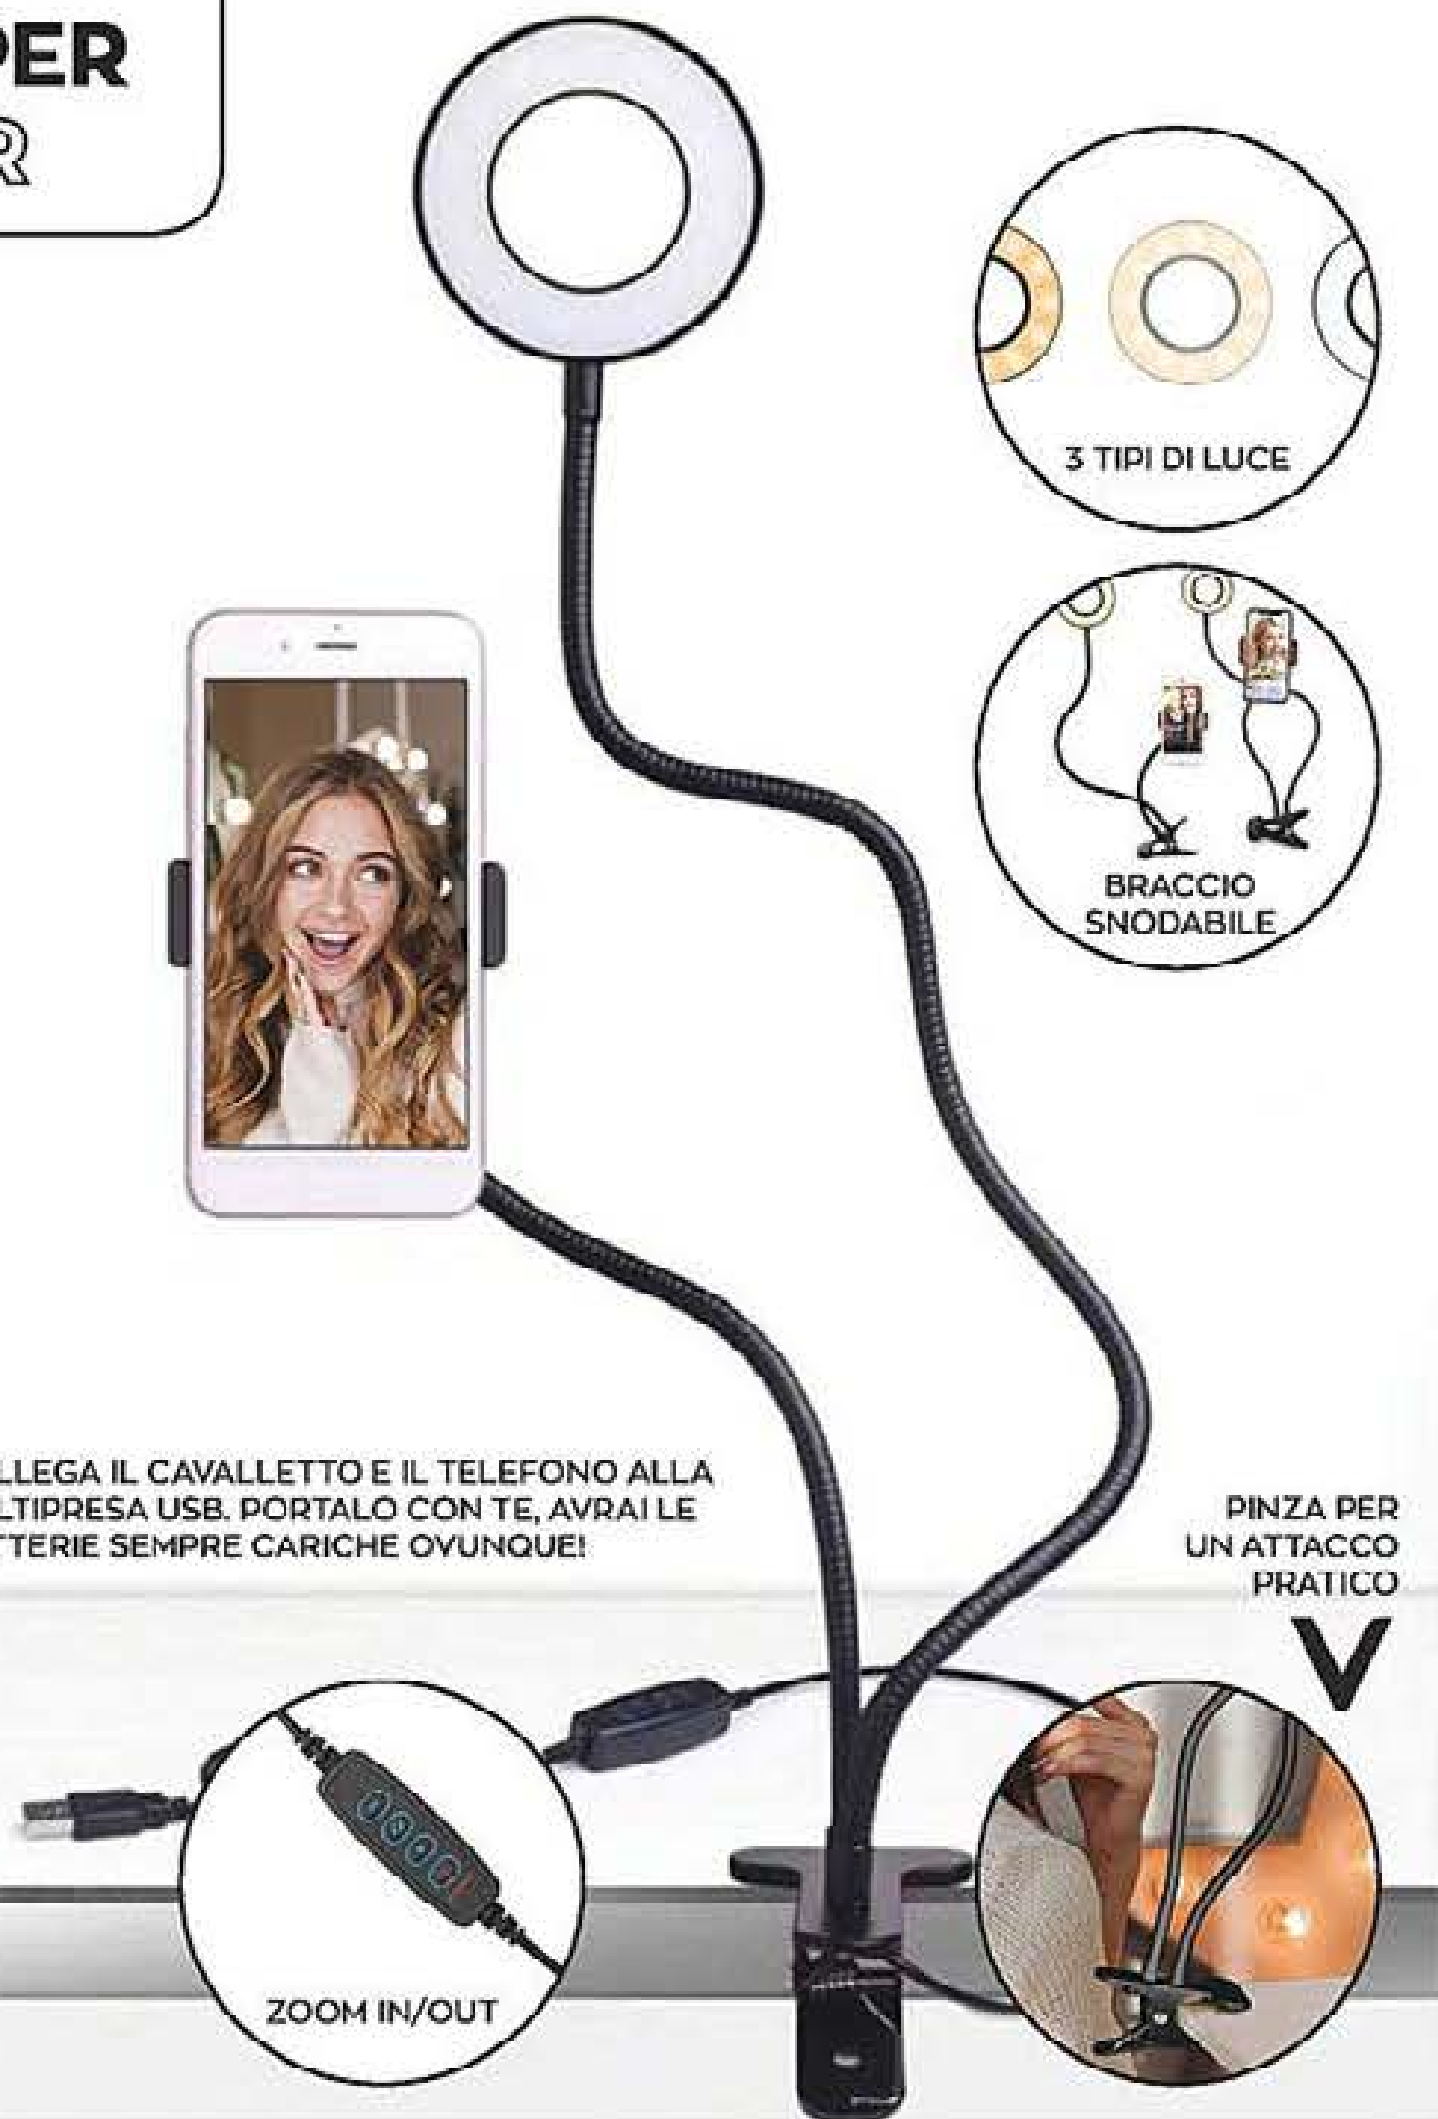 PER
R
3 TIPI DI LUCE
BRACCIO
SNODABILE
LLEGA IL CAVALLETTO E IL TELEFONO ALLA
LTIPRESA USB. PORTALO CON TE, AVRAI LE
TTERIE SEMPRE CARICHE OVUNQUE!
PINZA PER
UN ATTACCO
PRATICO
ZOOM IN/OUT